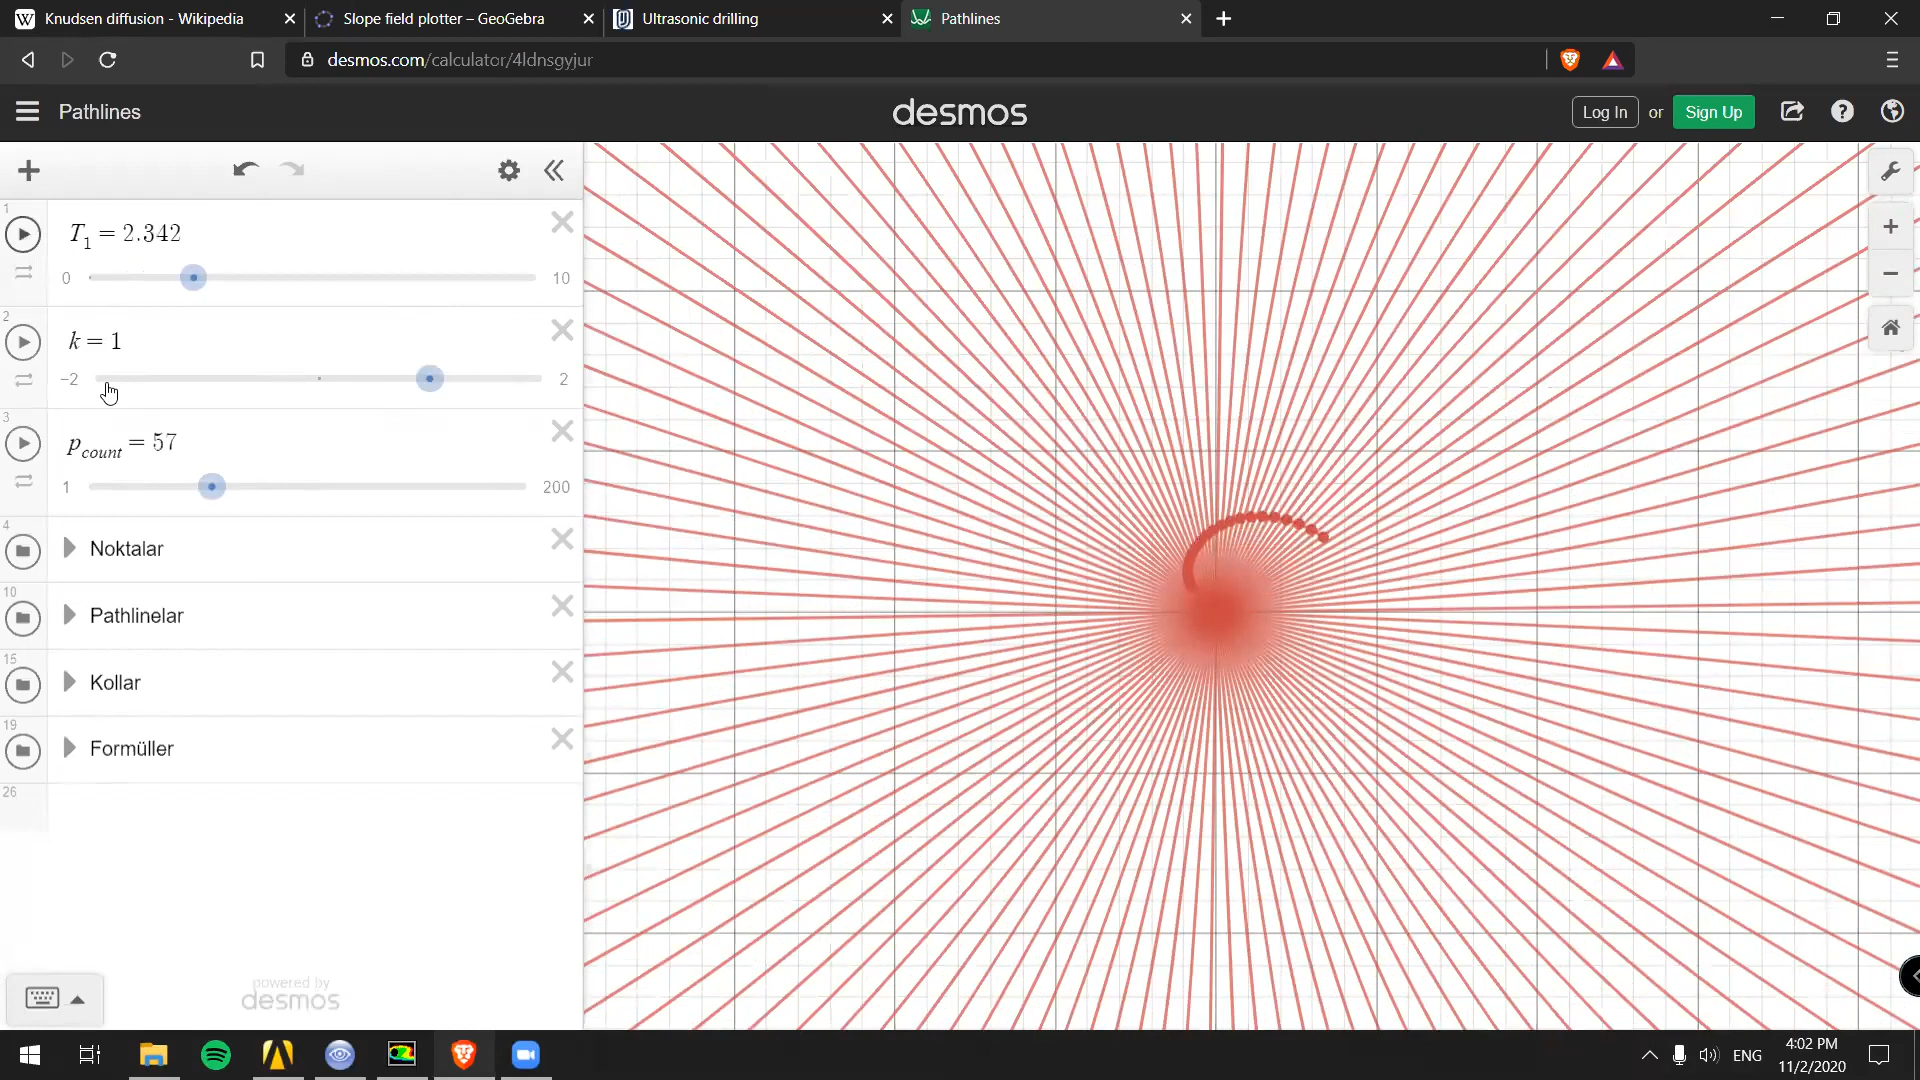 Knudsen diffusion - Wikipedia
Slope field plotter – GeoGebra
Ultrasonic drilling
Pathlines
desmos.com/calculator/4ldnsgyjur
Pathlines
desmos
Log In or Sign Up
1
T₁ = 2.342
0 10
2
k = 1
−2 2
3
p_count = 57
1 200
4
Noktalar
10
Pathlinelar
15
Kollar
19
Formüller
26
powered by
desmos
ENG
4:02 PM
11/2/2020